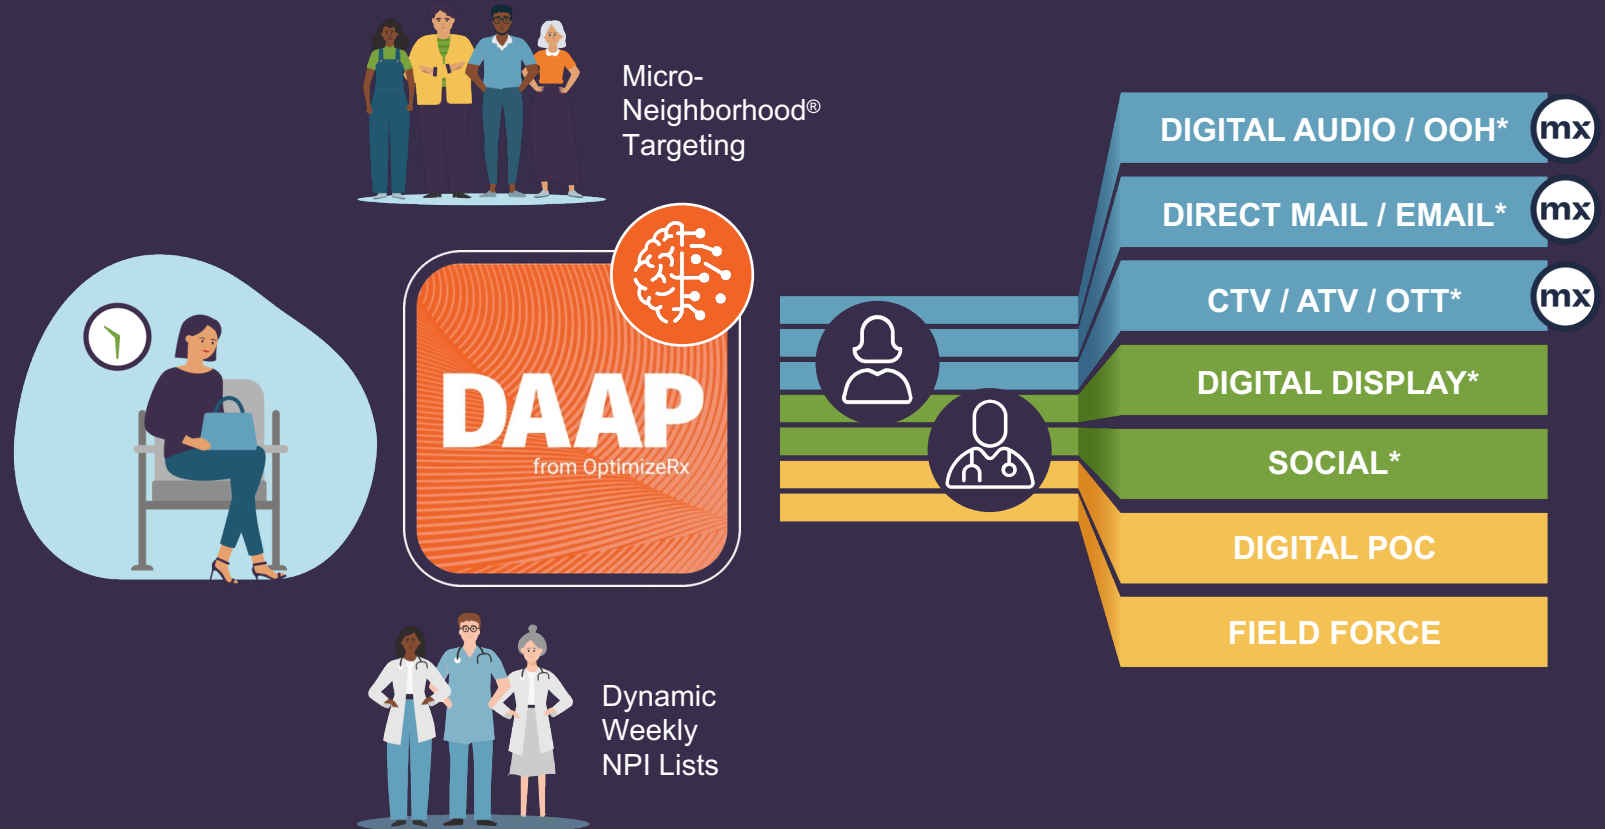 Micro-
Neighborhood®
Targeting
DAAP
from OptimizeRx
Dynamic
Weekly
NPI Lists
DIGITAL AUDIO / OOH*
mx
DIRECT MAIL / EMAIL*
mx
CTV / ATV / OTT*
mx
DIGITAL DISPLAY*
SOCIAL*
DIGITAL POC
FIELD FORCE